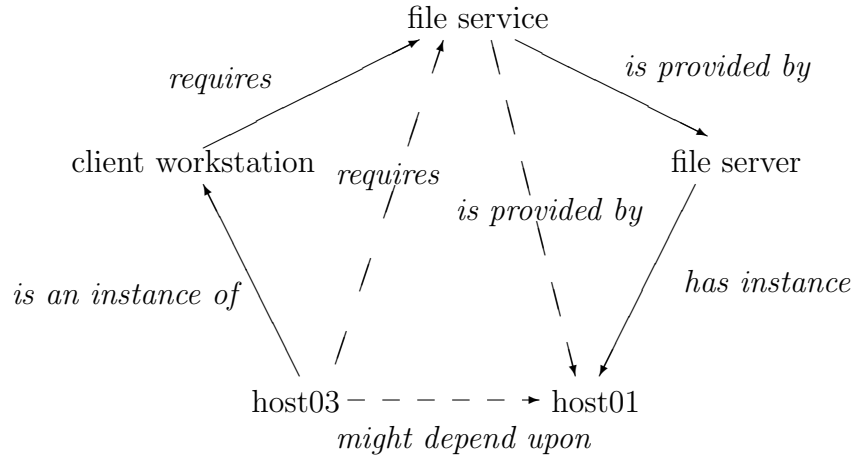 file service
requires
is provided by
client workstation
file server
requires
is provided by
is an instance of
has instance
host03
host01
might depend upon